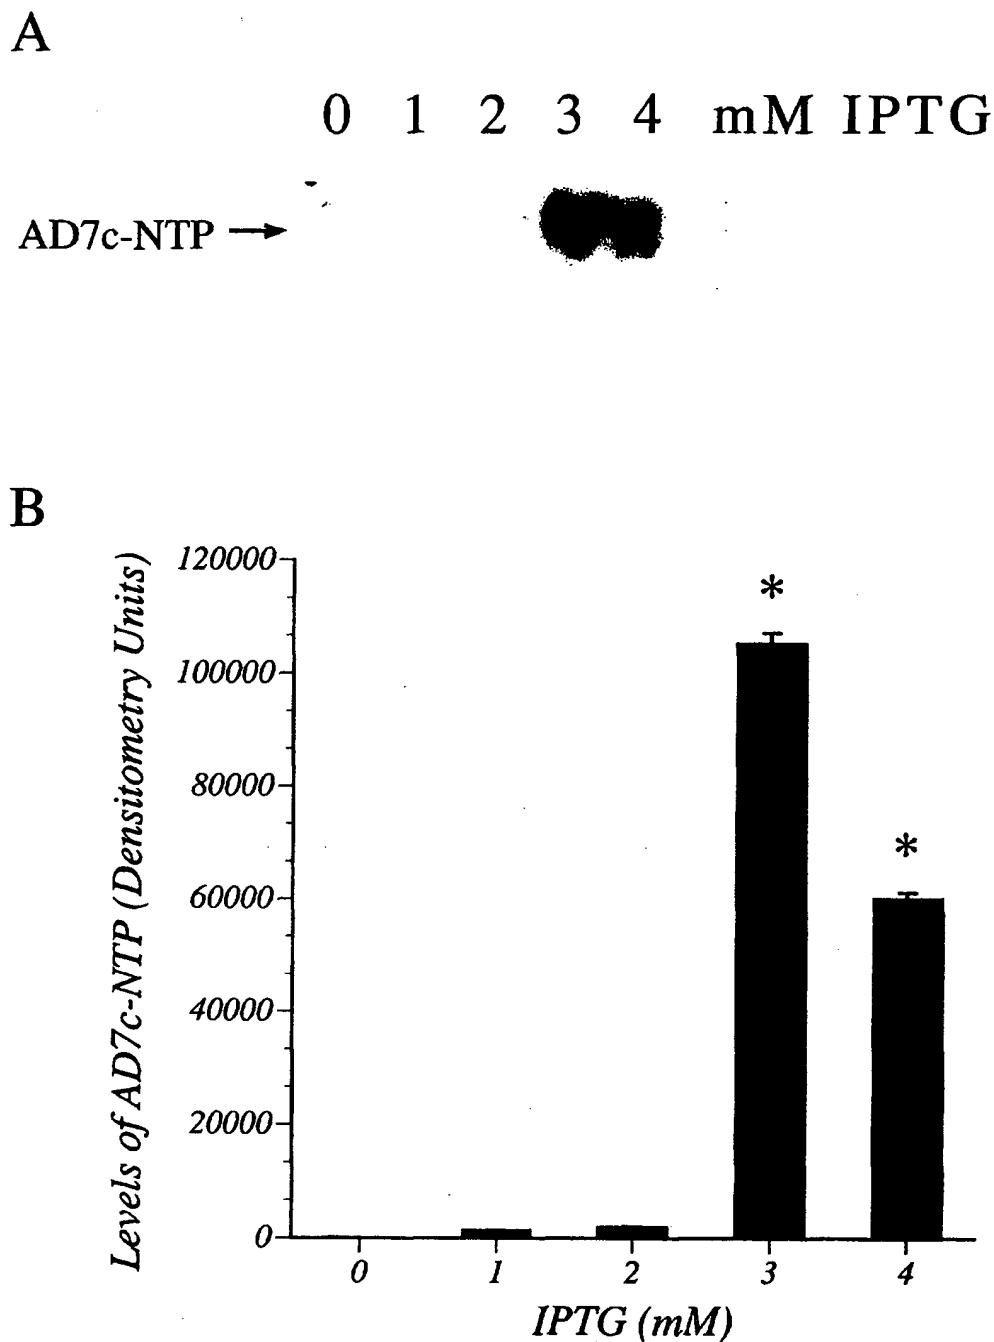 A
0 1 2 3 4 mM IPTG
AD7c-NTP
B
Levels of AD7c-NTP (Densitometry Units)
120000
100000
80000
60000
40000
20000
0
*
*
0 1 2 3 4
IPTG (mM)